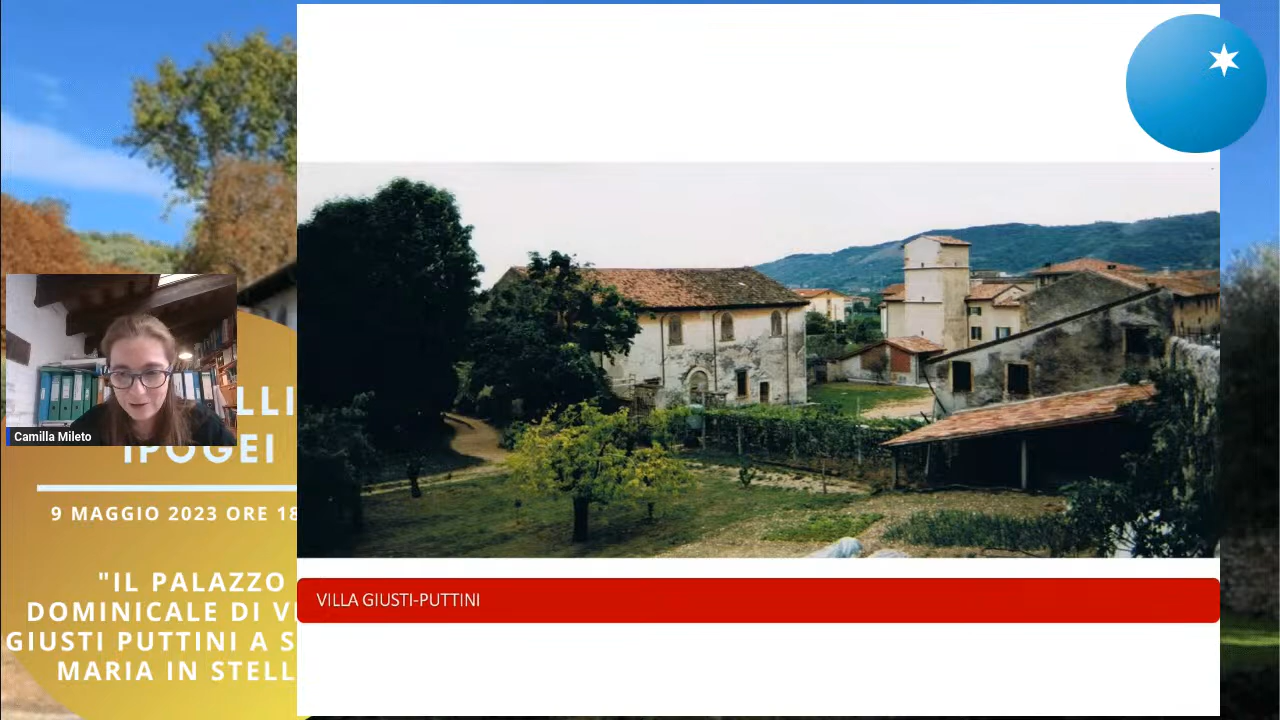 Camilla Mileto
LLI
IPOGEI
9 MAGGIO 2023 ORE 18
"IL PALAZZO
DOMINICALE DI VI
GIUSTI PUTTINI A S
MARIA IN STELL
VILLA GIUSTI-PUTTINI